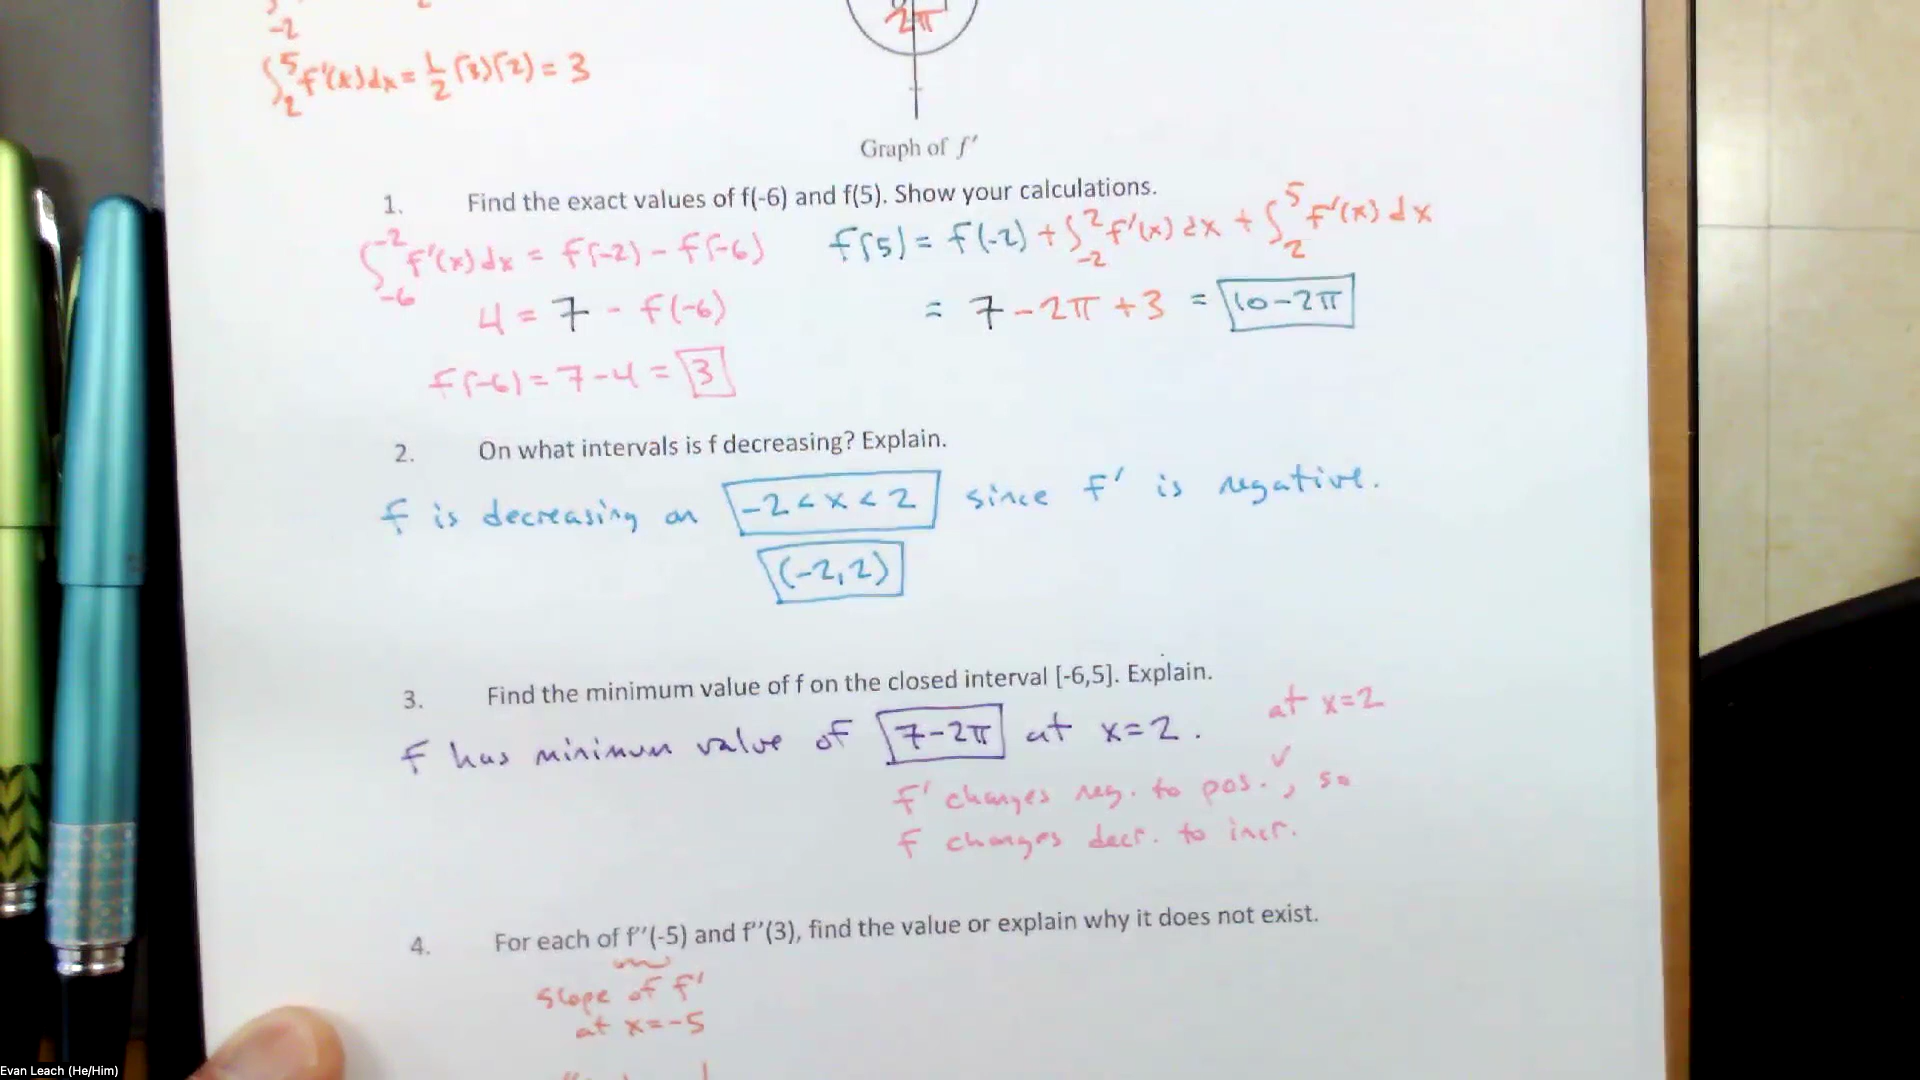 -2
2π
∫₂⁵ f'(x)dx = 1/2 (3)(2) = 3
Graph of f'
1. Find the exact values of f(-6) and f(5). Show your calculations.
∫₋₆⁻² f'(x)dx = f(-2) - f(-6)
4 = 7 - f(-6)
f(-6) = 7-4 = 3
f(5) = f(-2) + ∫₋₂² f'(x) dx + ∫₂⁵ f'(x) dx
= 7 - 2π + 3 = 10-2π
2. On what intervals is f decreasing? Explain.
f is decreasing on -2 < x < 2 since f' is negative.
(-2,2)
3. Find the minimum value of f on the closed interval [-6,5]. Explain.
f has minimum value of 7-2π at x=2.
at x=2
f' changes neg. to pos. ✓, so
f changes decr. to incr.
4. For each of f''(-5) and f''(3), find the value or explain why it does not exist.
slope of f'
at x=-5
Evan Leach (He/Him)